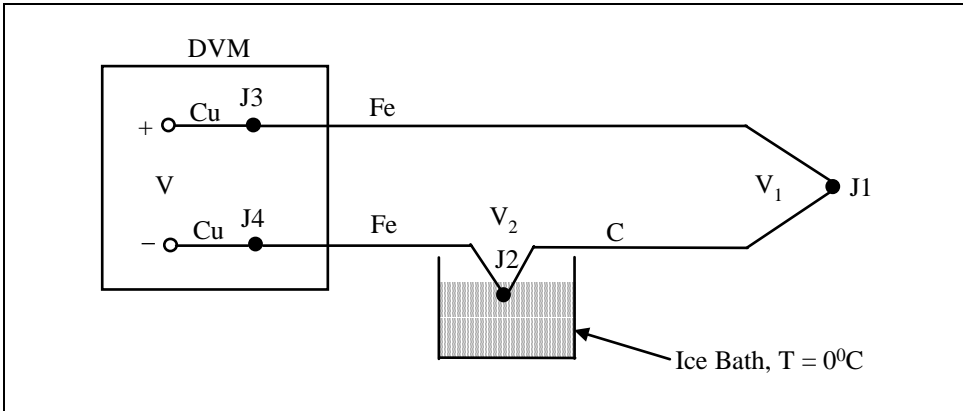 DVM
J3
Cu
Fe
+
V
V1
J1
J4
Cu
Fe
V2
C
−
J2
Ice Bath, T = 0⁰C